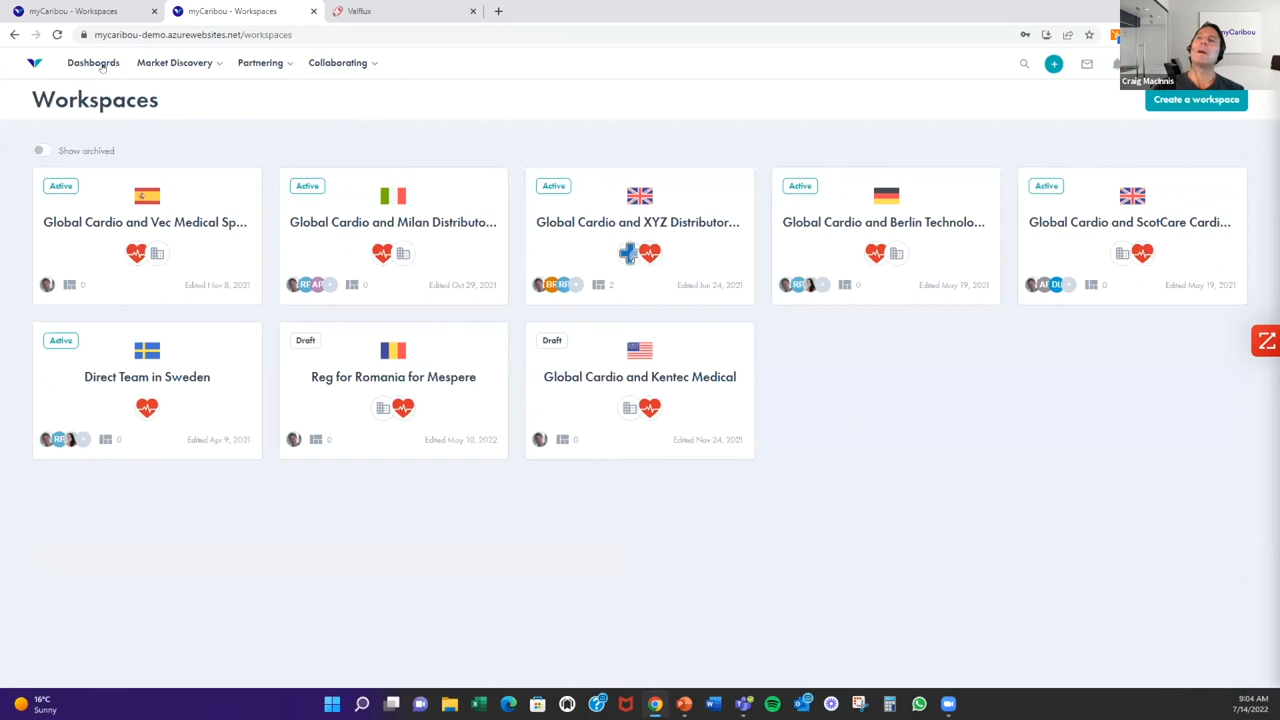 myCaribou - Workspaces
myCaribou - Workspaces
Valflux
mycaribou-demo.azurewebsites.net/workspaces
Dashboards
Market Discovery
Partnering
Collaborating
Craig MacInnis
Workspaces
Create a workspace
Show archived
Active
Global Cardio and Vec Medical Sp...
0
Edited Nov 8, 2021
Active
Global Cardio and Milan Distributo...
0
Edited Oct 29, 2021
Active
Global Cardio and XYZ Distributor...
2
Edited Jun 24, 2021
Active
Global Cardio and Berlin Technolo...
0
Edited May 19, 2021
Active
Global Cardio and ScotCare Cardi...
0
Edited May 19, 2021
Active
Direct Team in Sweden
0
Edited Apr 9, 2021
Draft
Reg for Romania for Mespere
0
Edited May 10, 2022
Draft
Global Cardio and Kentec Medical
0
Edited Nov 24, 2021
16°C
Sunny
9:04 AM
7/14/2022